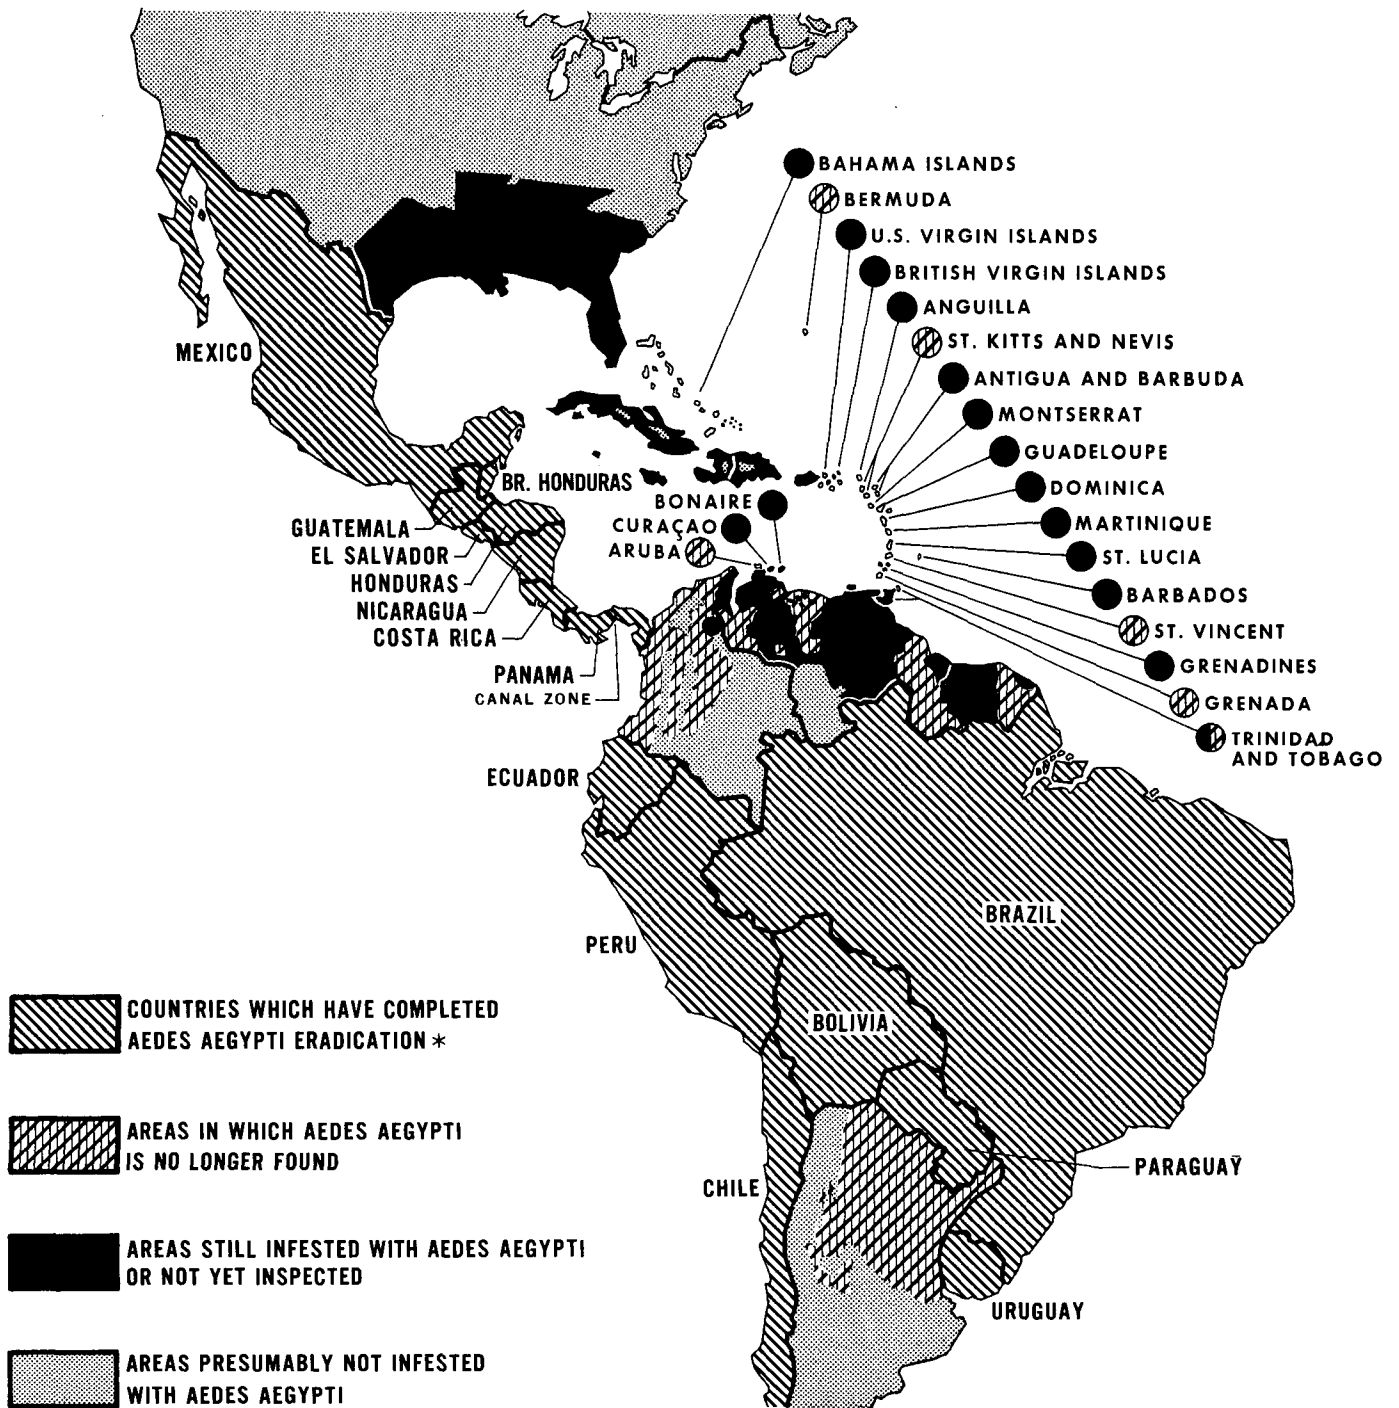 BAHAMA ISLANDS
BERMUDA
U.S. VIRGIN ISLANDS
BRITISH VIRGIN ISLANDS
ANGUILLA
ST. KITTS AND NEVIS
MEXICO
ANTIGUA AND BARBUDA
MONTSERRAT
GUADELOUPE
BR. HONDURAS
DOMINICA
BONAIRE
MARTINIQUE
GUATEMALA
CURAÇAO
EL SALVADOR
ARUBA
ST. LUCIA
HONDURAS
BARBADOS
NICARAGUA
COSTA RICA
ST. VINCENT
GRENADINES
PANAMA
CANAL ZONE
GRENADA
TRINIDAD
AND TOBAGO
ECUADOR
BRAZIL
PERU
BOLIVIA
COUNTRIES WHICH HAVE COMPLETED
AEDES AEGYPTI ERADICATION *
AREAS IN WHICH AEDES AEGYPTI
IS NO LONGER FOUND
PARAGUAY
CHILE
AREAS STILL INFESTED WITH AEDES AEGYPTI
OR NOT YET INSPECTED
URUGUAY
AREAS PRESUMABLY NOT INFESTED
WITH AEDES AEGYPTI